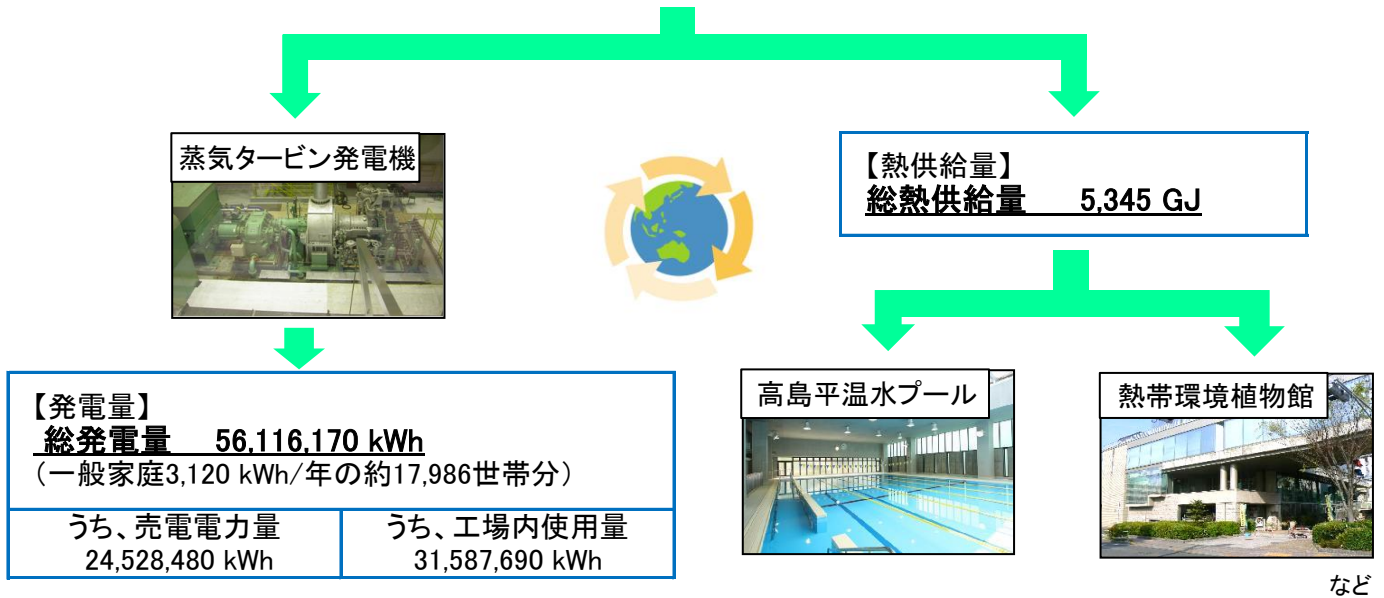 蒸気タービン発電機
【熱供給量】
総熱供給量 5,345 GJ
【発電量】
総発電量 56,116,170 kWh
（一般家庭3,120 kWh/年の約17,986世帯分）
うち、売電電力量
24,528,480 kWh
うち、工場内使用量
31,587,690 kWh
高島平温水プール
熱帯環境植物館
など